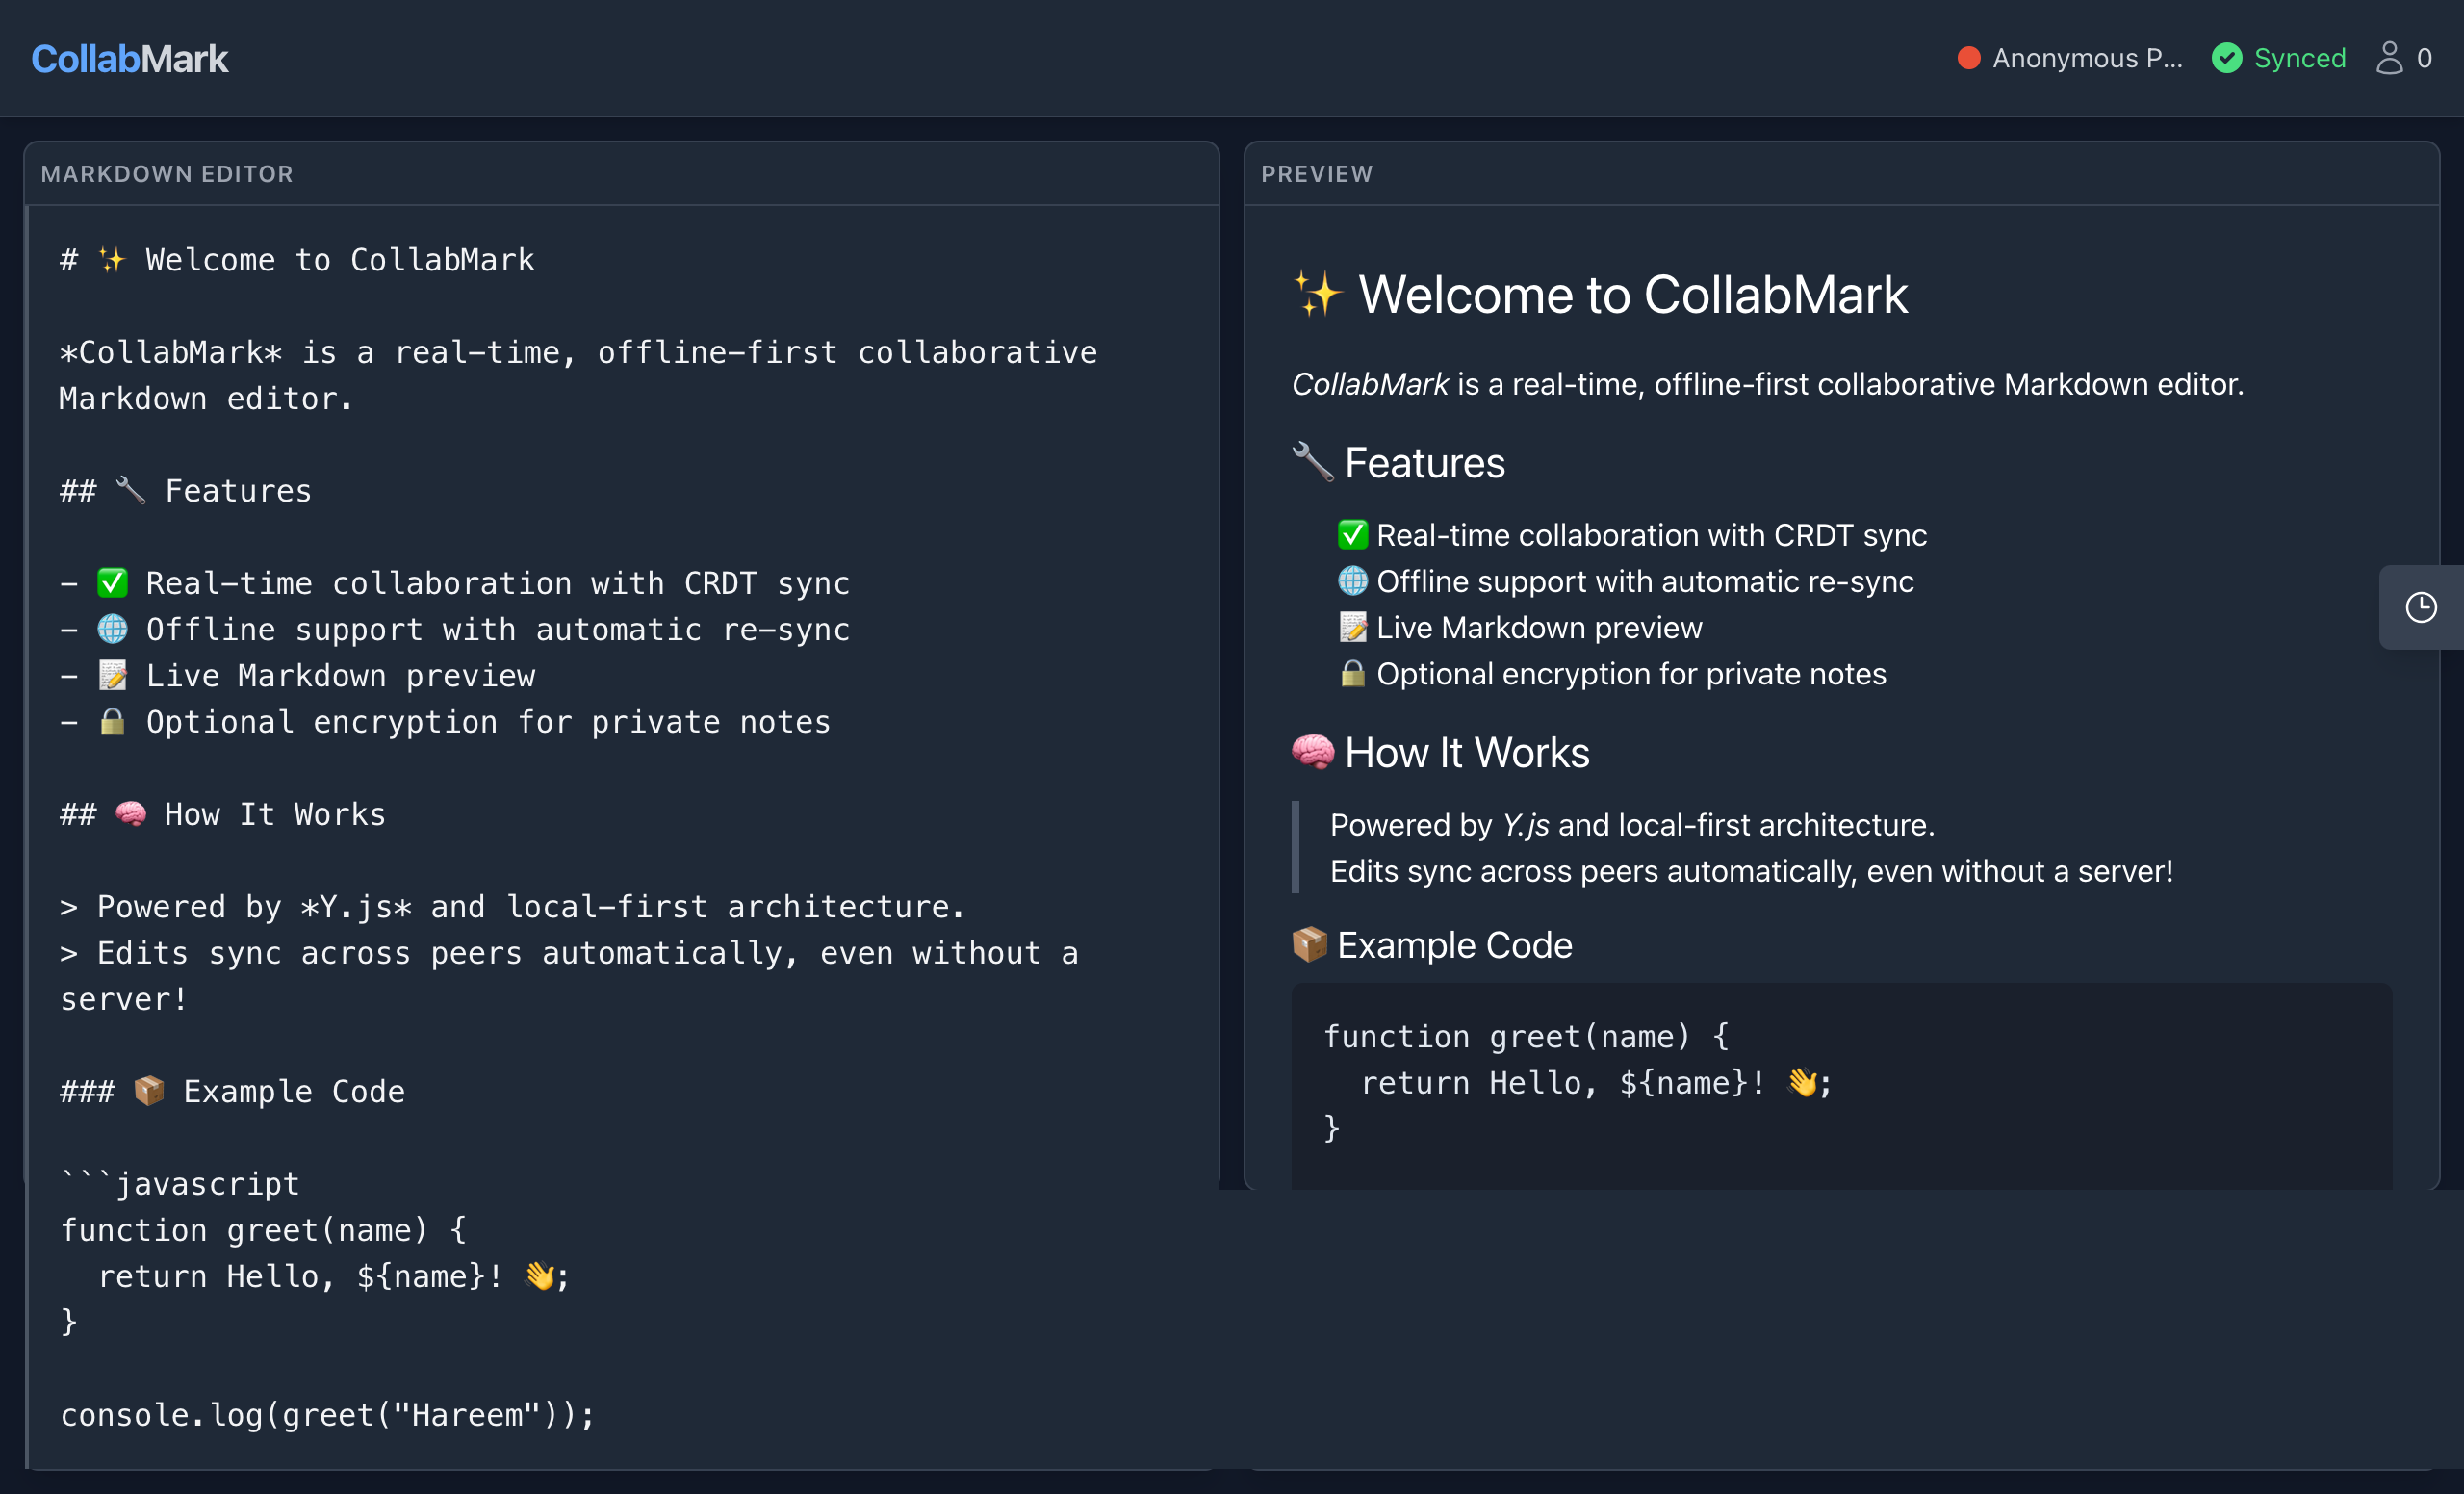 CollabMark
Anonymous P...
Synced
0
MARKDOWN EDITOR
# ✨ Welcome to CollabMark
*CollabMark* is a real-time, offline-first collaborative
Markdown editor.
## 🔧 Features
- ✅ Real-time collaboration with CRDT sync
- 🌐 Offline support with automatic re-sync
- 📝 Live Markdown preview
- 🔒 Optional encryption for private notes
## 🧠 How It Works
> Powered by *Y.js* and local-first architecture.
> Edits sync across peers automatically, even without a
server!
### 📦 Example Code
```javascript
function greet(name) {
  return Hello, ${name}! 👋;
}
console.log(greet("Hareem"));
PREVIEW
✨ Welcome to CollabMark
CollabMark is a real-time, offline-first collaborative Markdown editor.
🔧 Features
✅ Real-time collaboration with CRDT sync
🌐 Offline support with automatic re-sync
📝 Live Markdown preview
🔒 Optional encryption for private notes
🧠 How It Works
Powered by Y.js and local-first architecture.
Edits sync across peers automatically, even without a server!
📦 Example Code
function greet(name) {
  return Hello, ${name}! 👋;
}